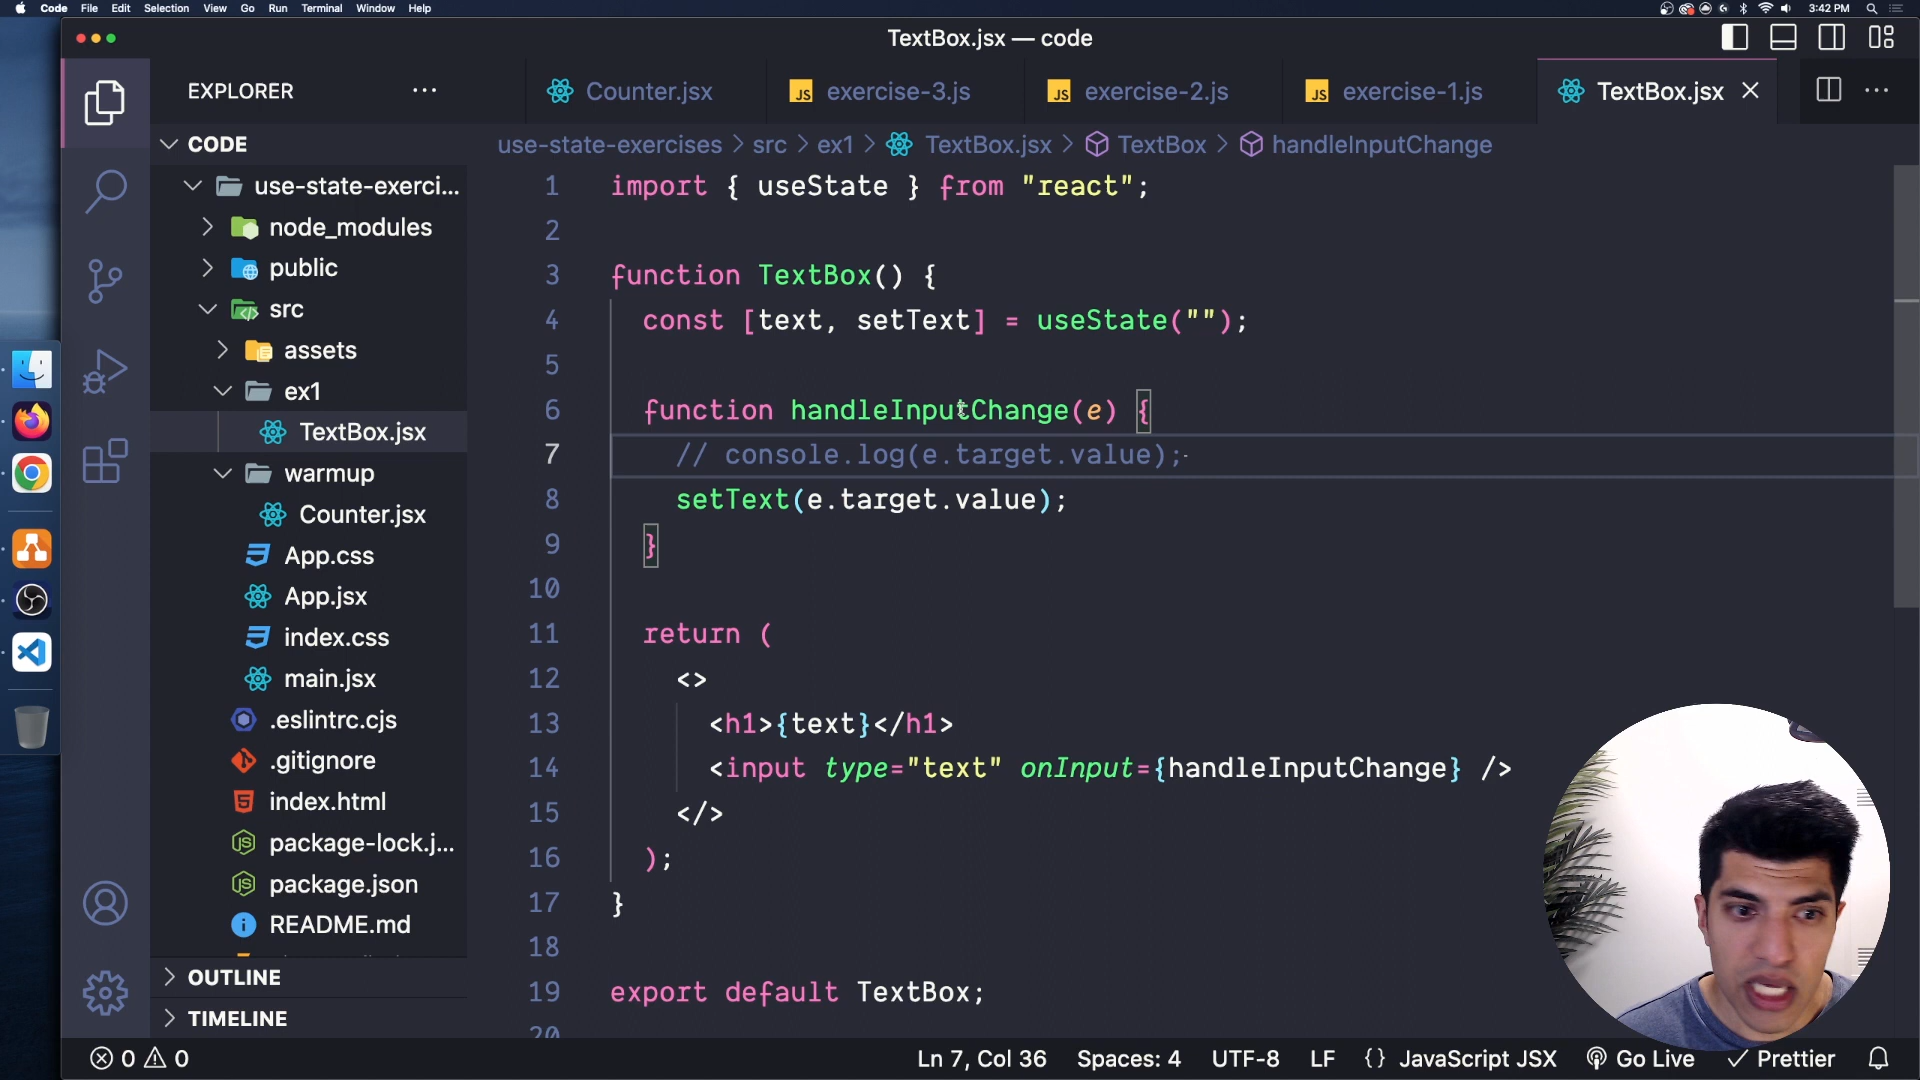 Code File Edit Selection View Go Run Terminal Window Help 3:42 PM
TextBox.jsx — code
EXPLORER
Counter.jsx
JS exercise-3.js
JS exercise-2.js
JS exercise-1.js
TextBox.jsx
CODE
use-state-exercises > src > ex1 > TextBox.jsx > TextBox > handleInputChange
use-state-exerci...
node_modules
public
src
assets
ex1
TextBox.jsx
warmup
Counter.jsx
App.css
App.jsx
index.css
main.jsx
.eslintrc.cjs
.gitignore
index.html
package-lock.j...
package.json
README.md
OUTLINE
TIMELINE
1 import { useState } from "react";
2
3 function TextBox() {
4 const [text, setText] = useState("");
5
6 function handleInputChange(e) {
7 // console.log(e.target.value);
8 setText(e.target.value);
9 }
10
11 return (
12 <>
13 <h1>{text}</h1>
14 <input type="text" onInput={handleInputChange} />
15 </>
16 );
17 }
18
19 export default TextBox;
20
0 0 Ln 7, Col 36 Spaces: 4 UTF-8 LF {} JavaScript JSX Go Live Prettier